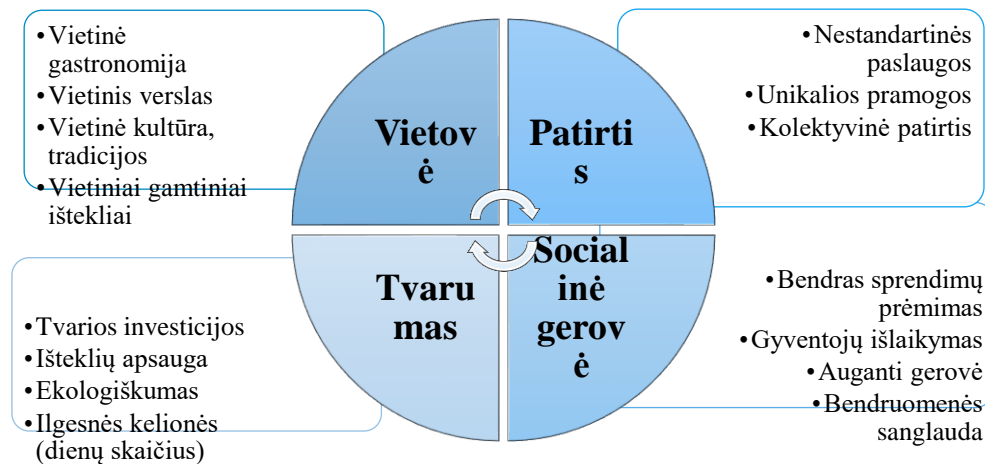 •Vietinė
gastronomija
•Vietinis verslas
•Vietinė kultūra,
tradicijos
•Vietiniai gamtiniai
ištekliai
Vietov
ė
Patirti
s
•Nestandartinės
paslaugos
•Unikalios pramogos
•Kolektyvinė patirtis
•Tvarios investicijos
•Išteklių apsauga
•Ekologiškumas
•Ilgesnės kelionės
(dienų skaičius)
Tvaru
mas
Social
inė
gerov
ė
•Bendras sprendimų
prėmimas
•Gyventojų išlaikymas
•Auganti gerovė
•Bendruomenės
sanglauda